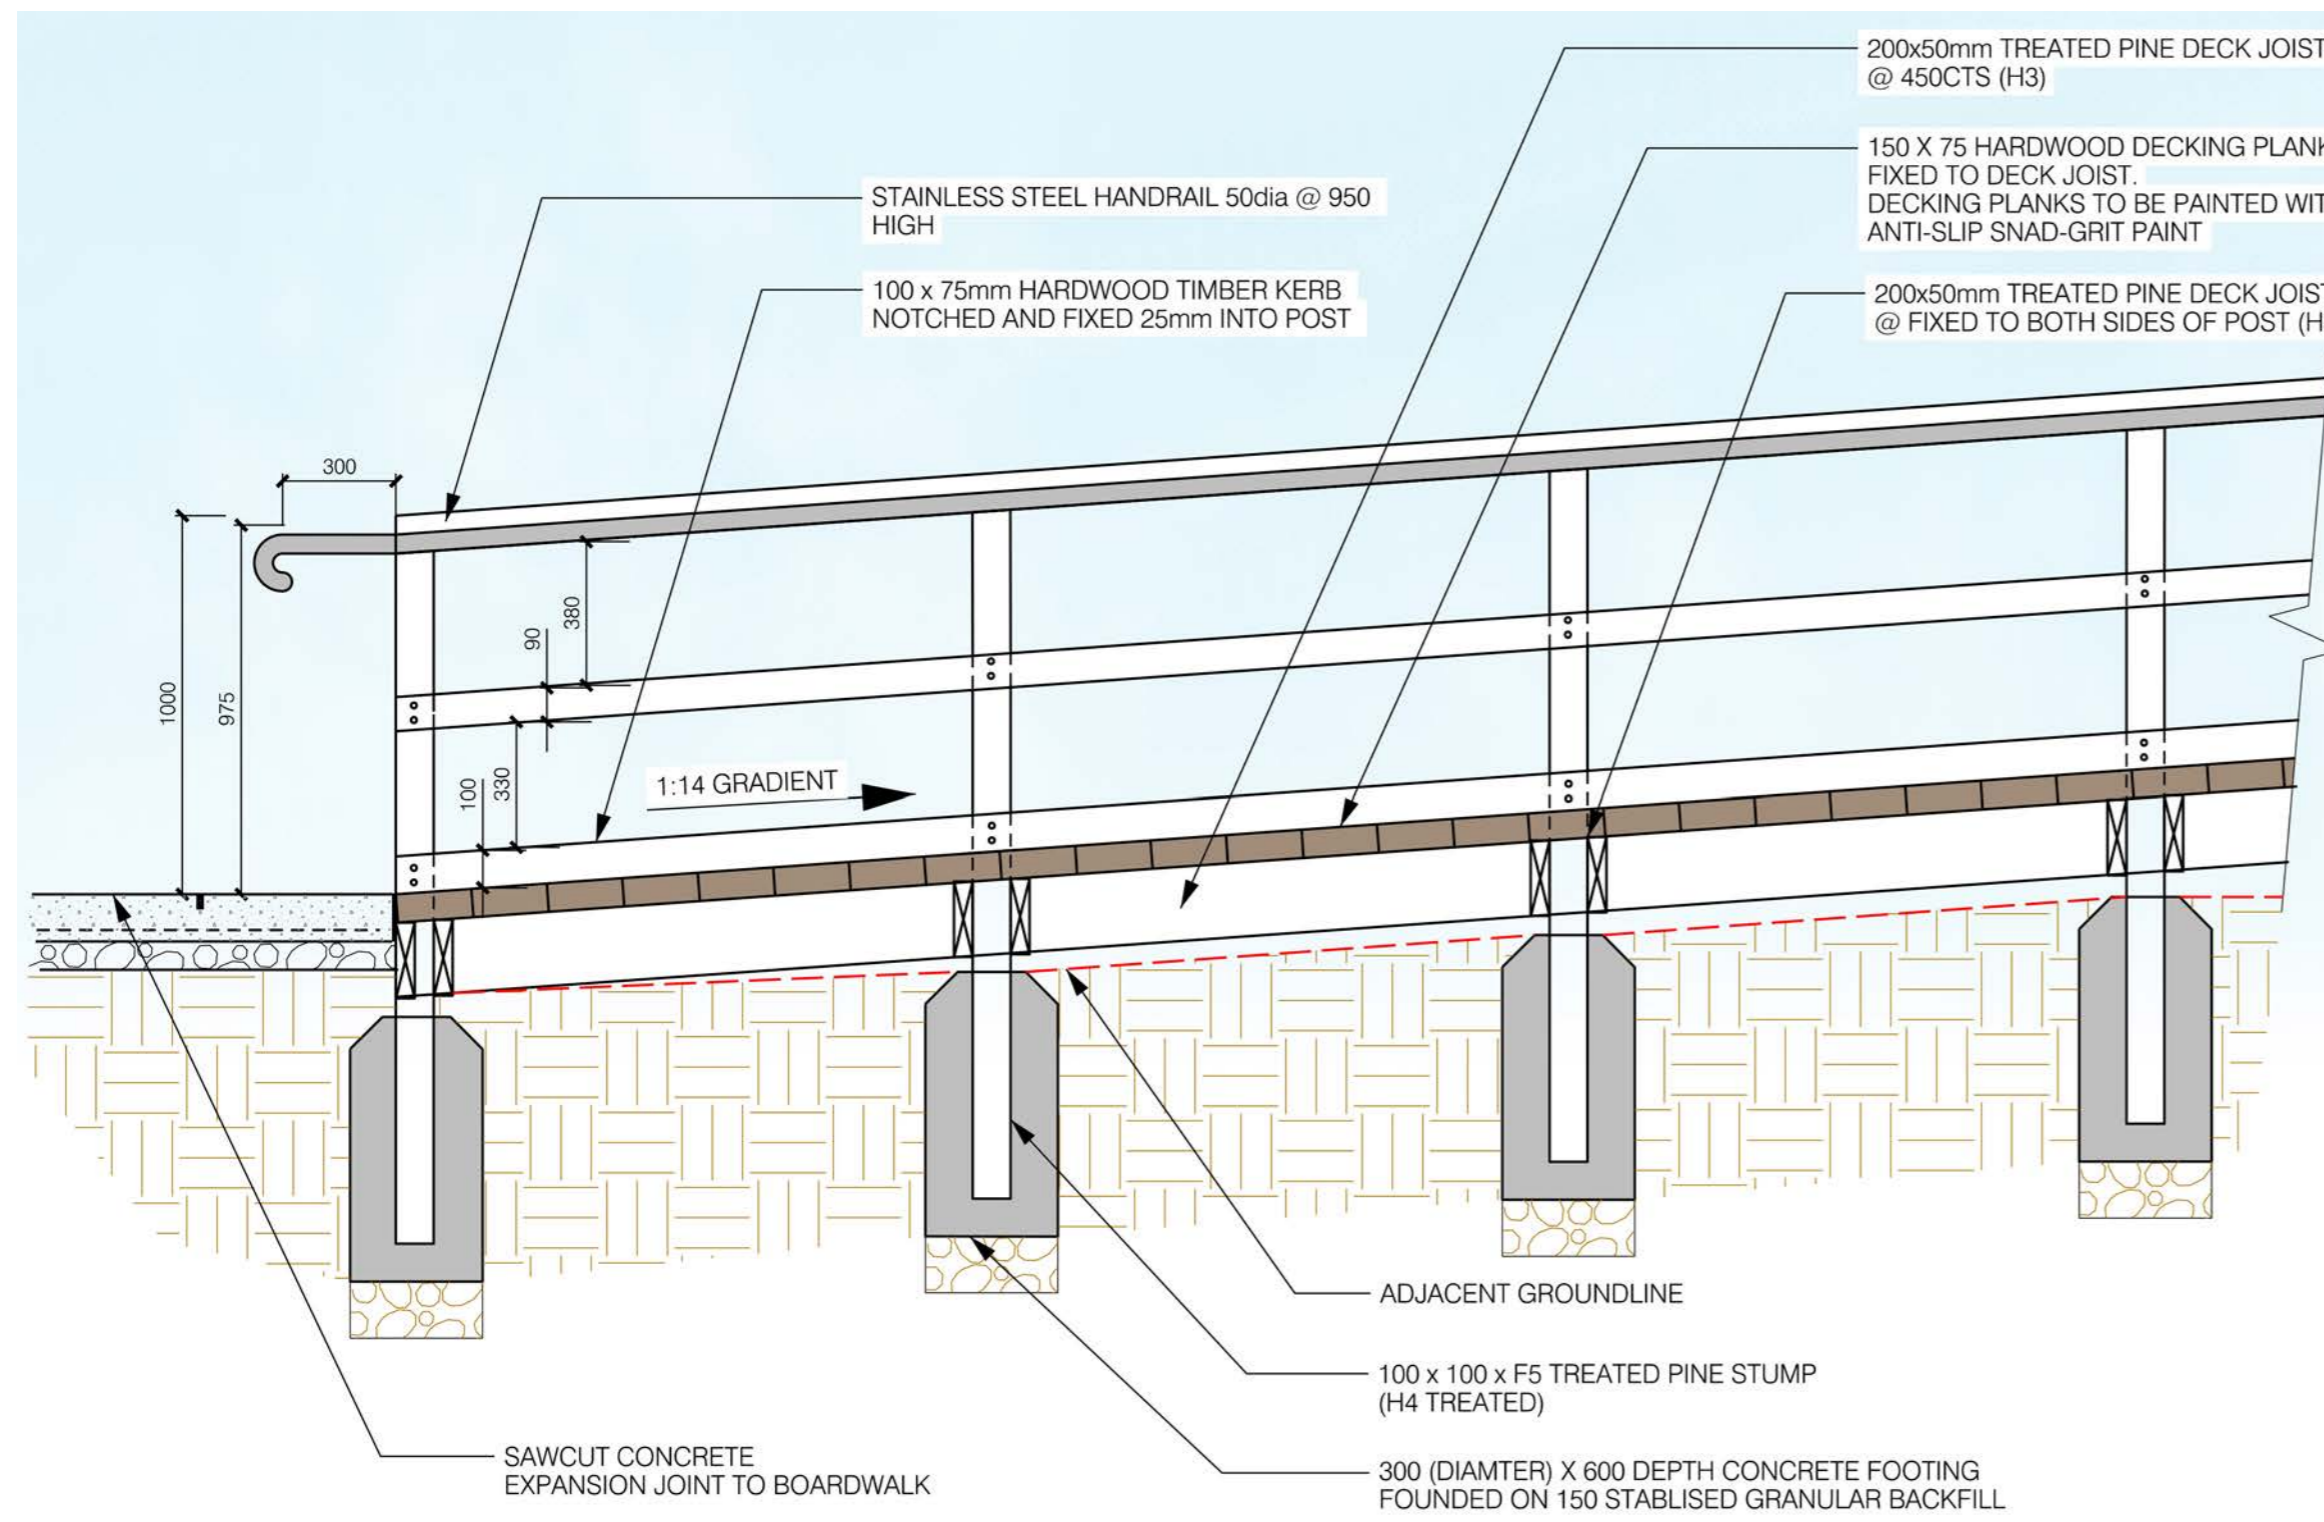 200x50mm TREATED PINE DECK JOIST
@ 450CTS (H3)
150 X 75 HARDWOOD DECKING PLANK
FIXED TO DECK JOIST.
DECKING PLANKS TO BE PAINTED WIT
ANTI-SLIP SNAD-GRIT PAINT
STAINLESS STEEL HANDRAIL 50dia @ 950
HIGH
100 x 75mm HARDWOOD TIMBER KERB
NOTCHED AND FIXED 25mm INTO POST
200x50mm TREATED PINE DECK JOIST
@ FIXED TO BOTH SIDES OF POST (H
300
1000
975
380
90
330
100
1:14 GRADIENT
ADJACENT GROUNDLINE
100 x 100 x F5 TREATED PINE STUMP
(H4 TREATED)
SAWCUT CONCRETE
EXPANSION JOINT TO BOARDWALK
300 (DIAMTER) X 600 DEPTH CONCRETE FOOTING
FOUNDED ON 150 STABLISED GRANULAR BACKFILL